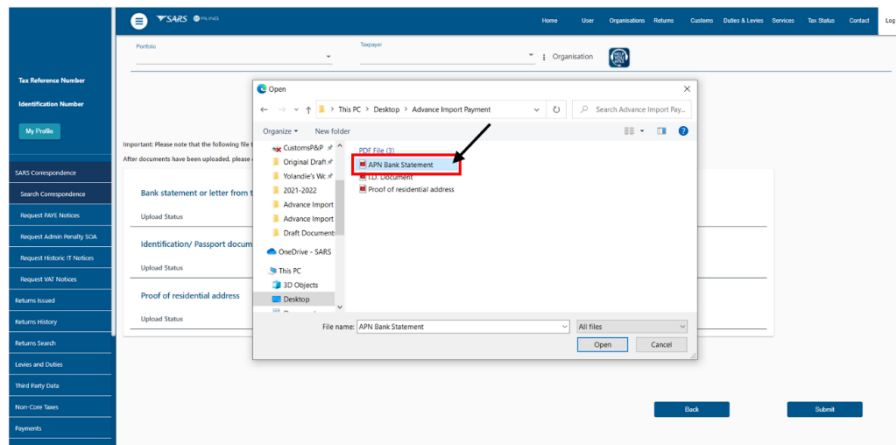 SARS eFILING
Home User Organisations Returns Customs Duties & Levies Services Tax Status Contact Log
Portfolio
Taxpayer
Organisation
Tax Reference Number
Identification Number
My Profile
SARS Correspondence
Search Correspondence
Request PAYE Notices
Request Admin Penalty SOA
Request Historic IT Notices
Request VAT Notices
Returns Issued
Returns History
Returns Search
Levies and Duties
Third Party Data
Non-Core Taxes
Payments
Important: Please note that the following file t
After documents have been uploaded, please
Bank statement or letter from t
Upload Status
Identification/ Passport docum
Upload Status
Proof of residential address
Upload Status
Open
This PC > Desktop > Advance Import Payment
Search Advance Import Pay...
Organize
New folder
CustomsP&P
Original Draft
Yolandie's Wc
2021-2022
Advance Import
Advance Import
Draft Document
OneDrive - SARS
This PC
3D Objects
Desktop
PDF File (3)
APN Bank Statement
I.D. Document
Proof of residential address
File name: APN Bank Statement
All files
Open
Cancel
Back
Submit